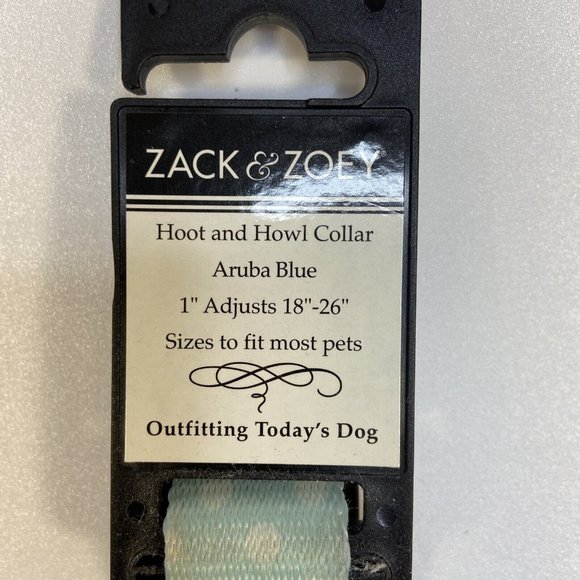 ZACK & ZOEY
Hoot and Howl Collar
Aruba Blue
1" Adjusts 18"-26"
Sizes to fit most pets
Outfitting Today's Dog